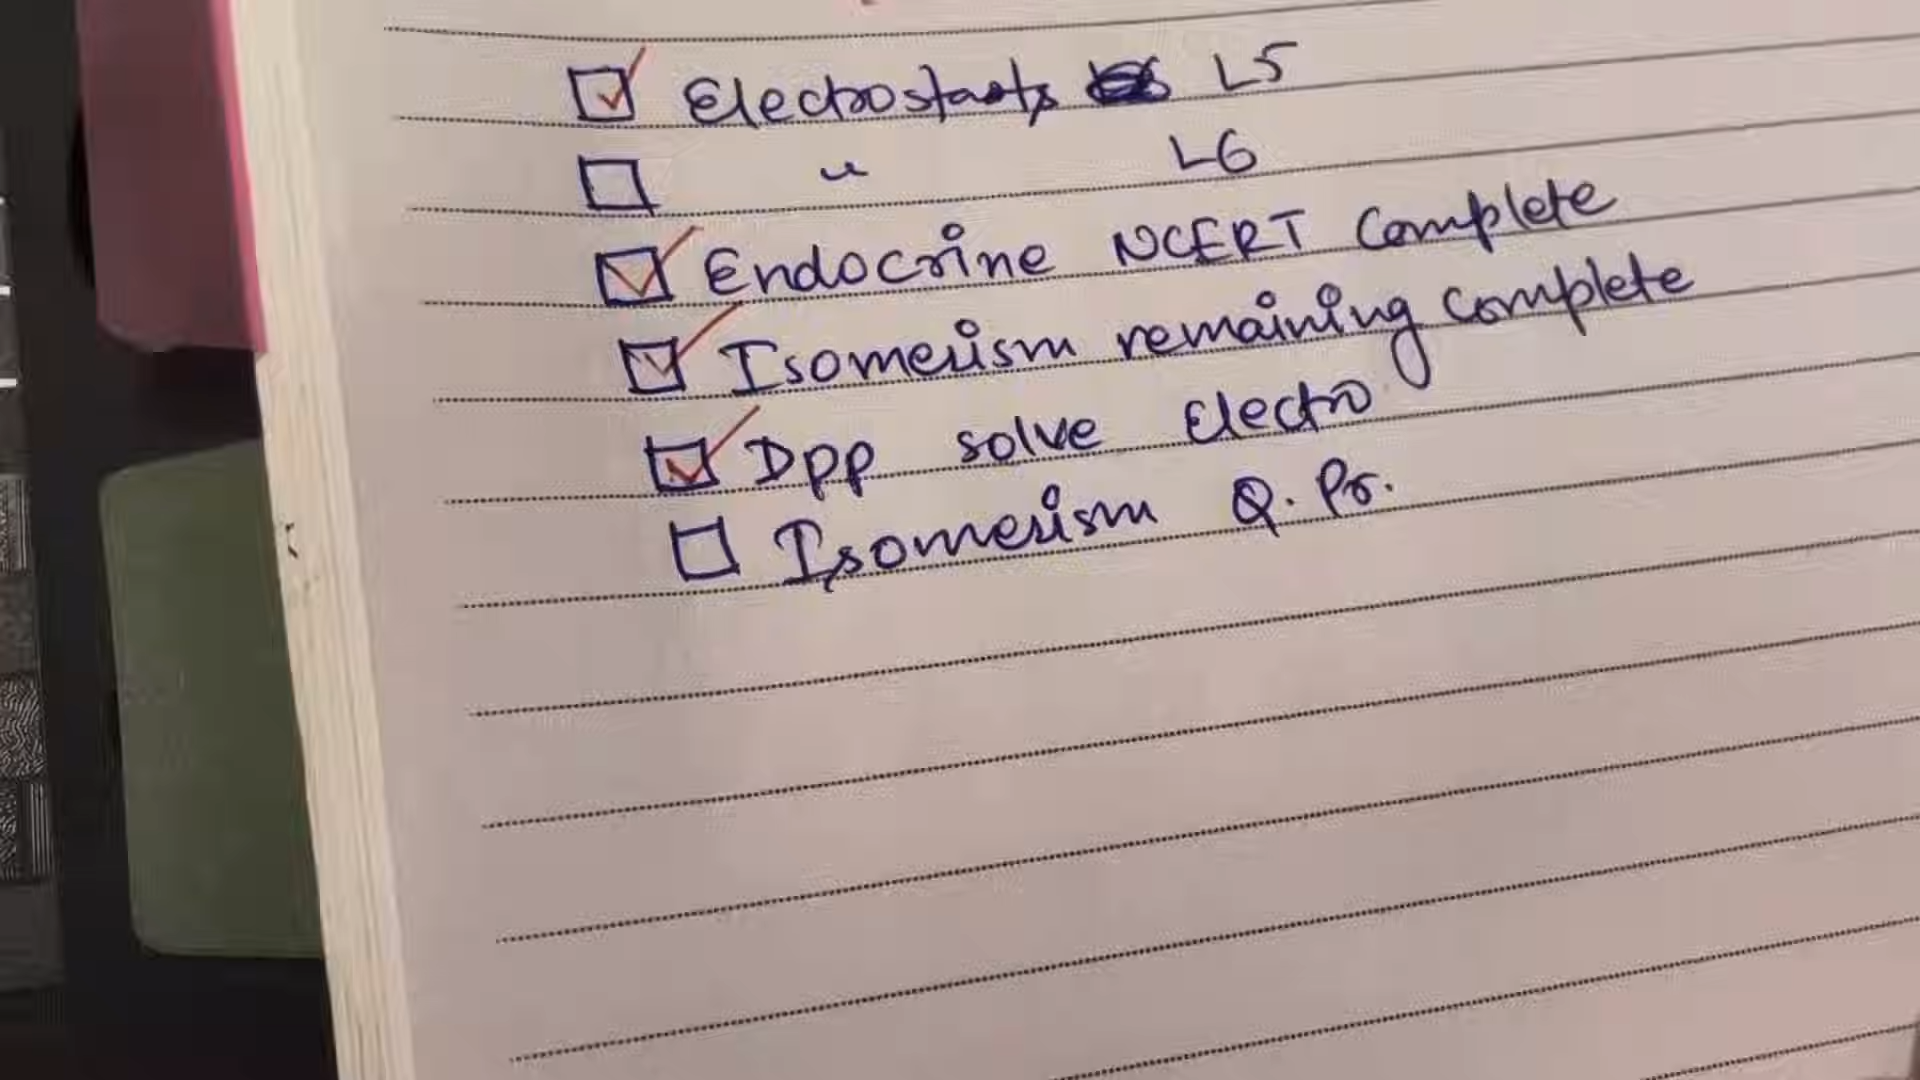 Electrostats L5
" L6
Endocrine NCERT Complete
Isomerism remaining complete
Dpp solve Electro
Isomerism Q. Pr.